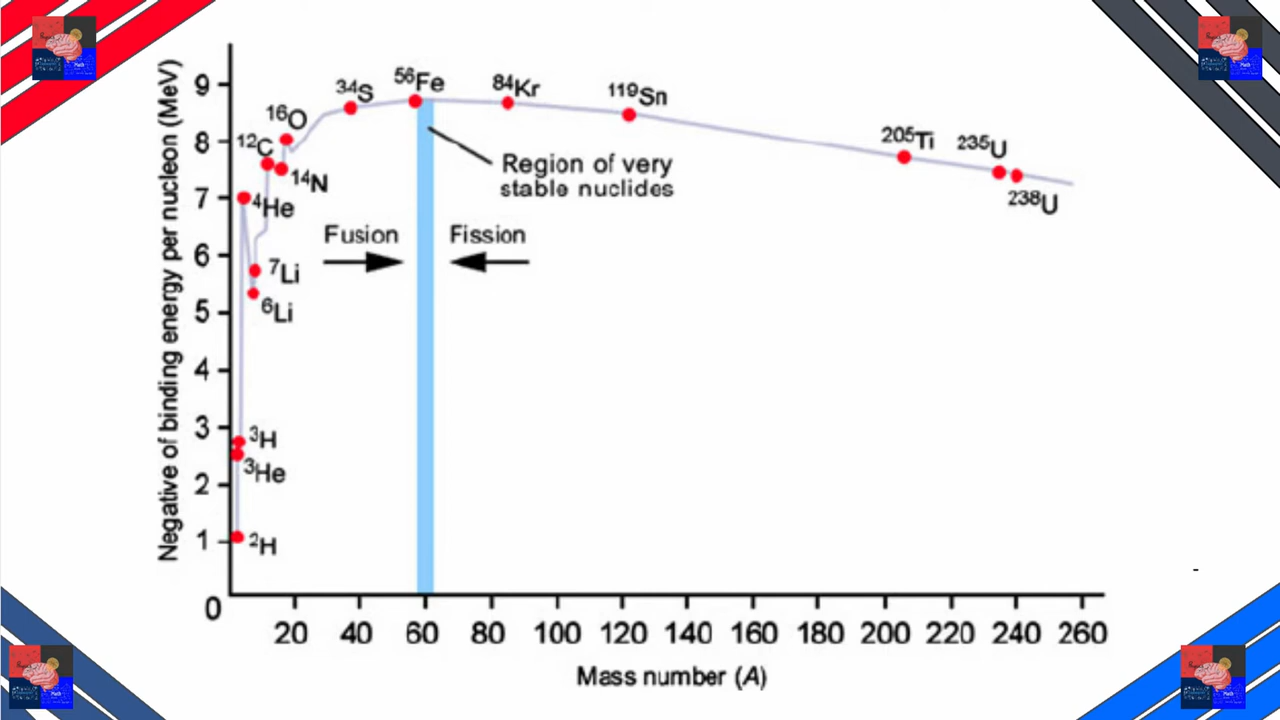 Negative of binding energy per nucleon (MeV)
9
8
7
6
5
4
3
2
1
0
³⁴S
⁵⁶Fe
⁸⁴Kr
¹¹⁹Sn
¹⁶O
¹²C
¹⁴N
²⁰⁵Ti
²³⁵U
²³⁸U
Region of very
stable nuclides
⁴He
Fusion
Fission
⁷Li
⁶Li
³H
³He
²H
20 40 60 80 100 120 140 160 180 200 220 240 260
Mass number (A)
-